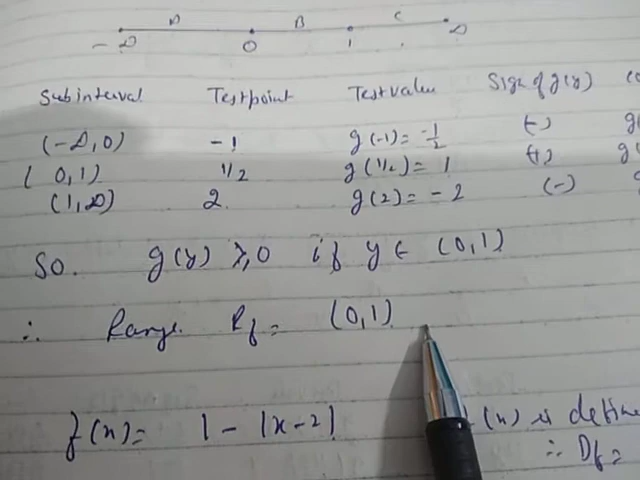 A B C
-∞ 0 1 ∞
Subinterval Testpoint Testvalue Sign of g(y)
(-∞,0) -1 g(-1) = -1/2 (-)
(0,1) 1/2 g(1/2) = 1 (+)
(1,∞) 2. g(2) = -2 (-)
So. g(y) ≥,0 if y ∈ (0,1)
∴ Range Rf = (0,1)
f(x) = 1 - |x-2| (x) is define
∴ Df =